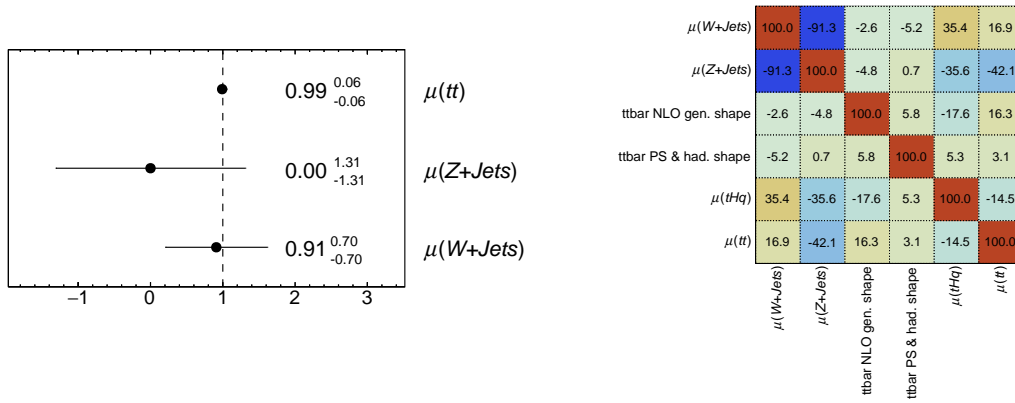 0.99 0.06 -0.06 μ(tt)
0.00 1.31 -1.31 μ(Z+Jets)
0.91 0.70 -0.70 μ(W+Jets)
−1 0 1 2 3
μ(W+Jets) 100.0 -91.3 -2.6 -5.2 35.4 16.9
μ(Z+Jets) -91.3 100.0 -4.8 0.7 -35.6 -42.1
ttbar NLO gen. shape -2.6 -4.8 100.0 5.8 -17.6 16.3
ttbar PS & had. shape -5.2 0.7 5.8 100.0 5.3 3.1
μ(tHq) 35.4 -35.6 -17.6 5.3 100.0 -14.5
μ(tt) 16.9 -42.1 16.3 3.1 -14.5 100.0
μ(W+Jets)
μ(Z+Jets)
ttbar NLO gen. shape
ttbar PS & had. shape
μ(tHq)
μ(tt)